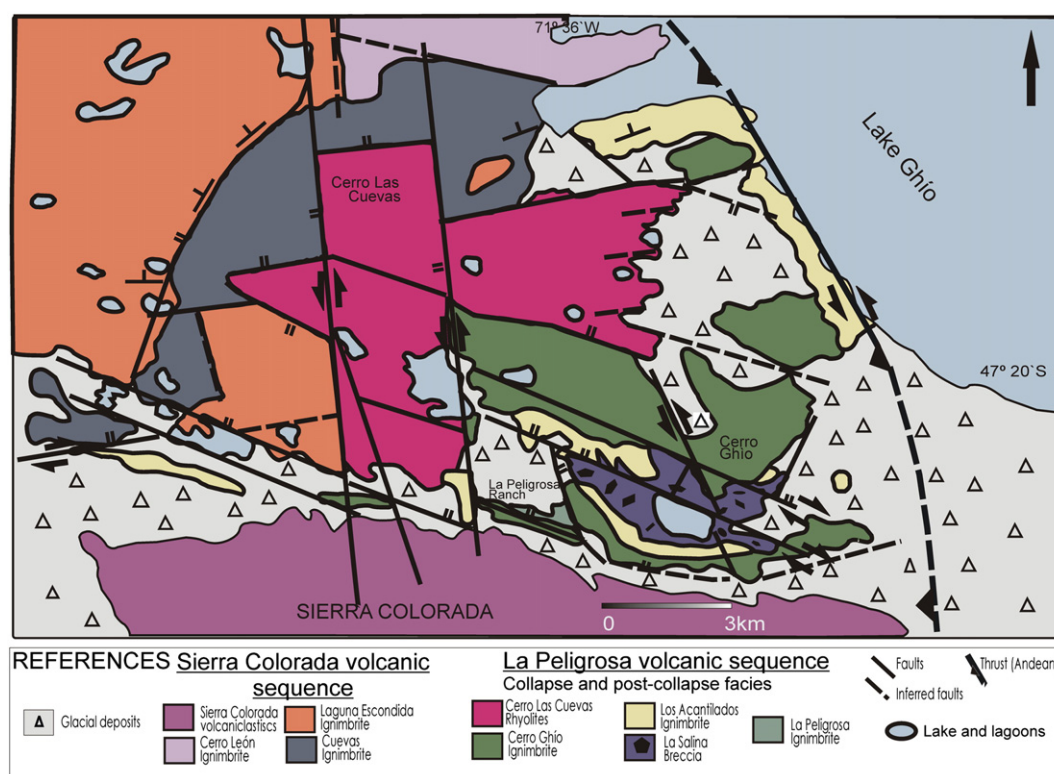 71º 36`W
Lake Ghío
Cerro Las
Cuevas
47º 20`S
Cerro
Ghío
La Peligrosa
Ranch
SIERRA COLORADA
0 3km
REFERENCES
Sierra Colorada volcanic
sequence
Glacial deposits
Sierra Colorada
volcaniclastics
Laguna Escondida
Ignimbrite
Cerro León
Ignimbrite
Cuevas
Ignimbrite
La Peligrosa volcanic sequence
Collapse and post-collapse facies
Cerro Las Cuevas
Rhyolites
Los Acantilados
Ignimbrite
La Peligrosa
Ignimbrite
Cerro Ghío
Ignimbrite
La Salina
Breccia
Faults
Thrust (Andean
Inferred faults
Lake and lagoons